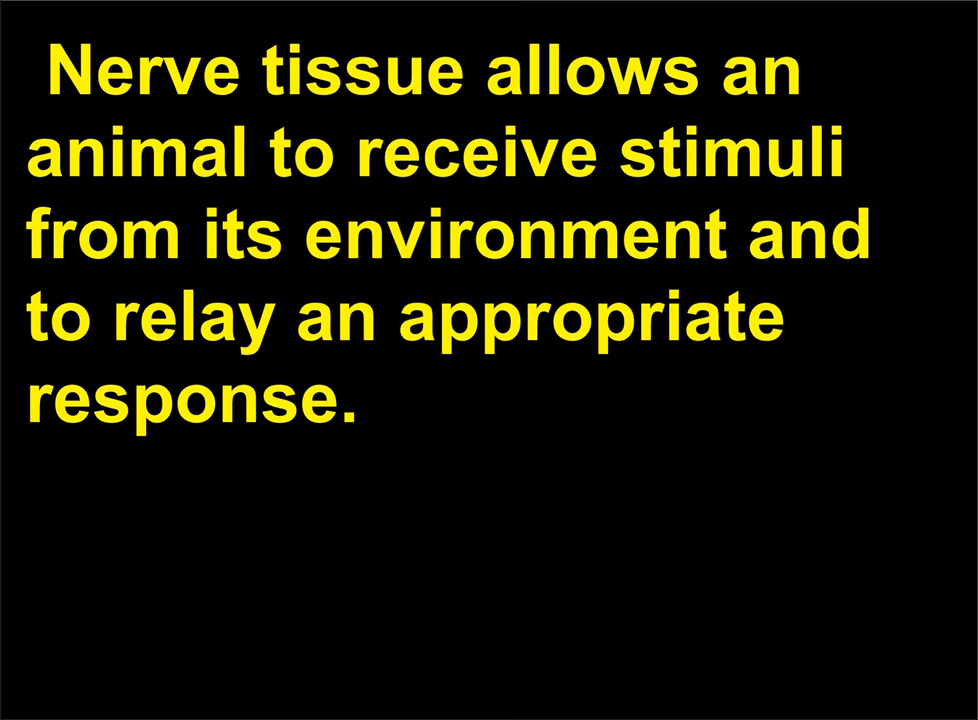 Nerve tissue allows an
animal to receive stimuli
from its environment and
to relay an appropriate
response.